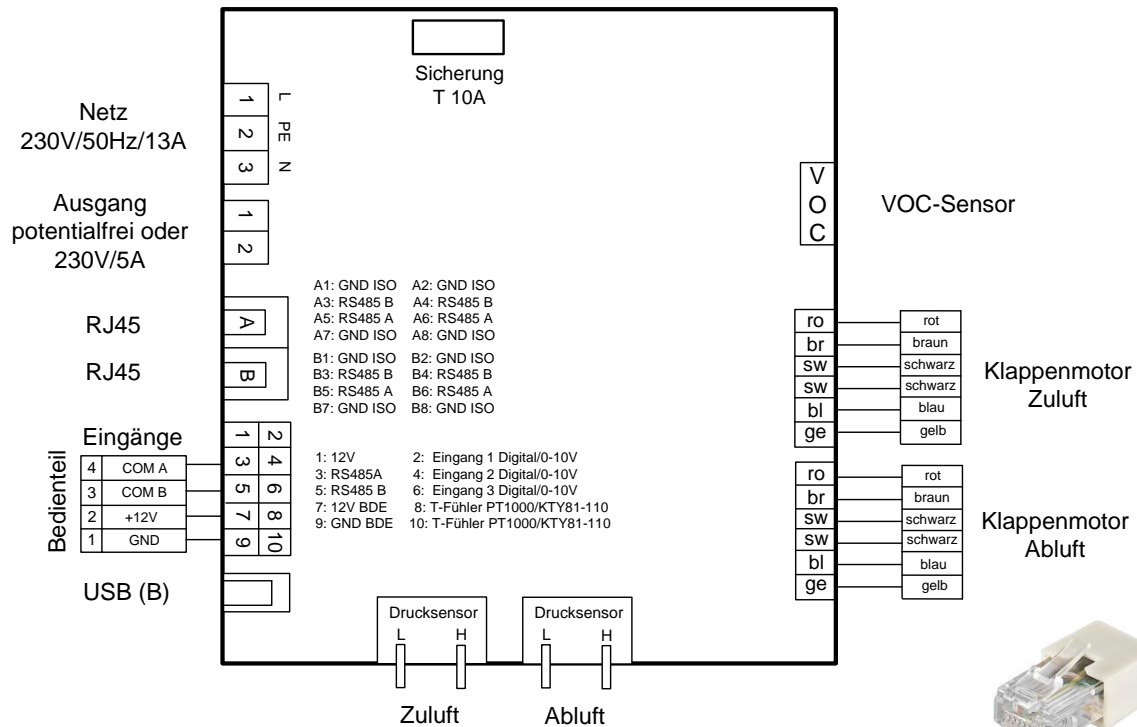 Sicherung
T 10A
Netz
230V/50Hz/13A
1 L
2 PE
3 N
Ausgang
potentialfrei oder
230V/5A
1
2
RJ45
A
RJ45
B
A1: GND ISO A2: GND ISO
A3: RS485 B A4: RS485 B
A5: RS485 A A6: RS485 A
A7: GND ISO A8: GND ISO
B1: GND ISO B2: GND ISO
B3: RS485 B B4: RS485 B
B5: RS485 A B6: RS485 A
B7: GND ISO B8: GND ISO
Eingänge
Bedienteil
4 COM A
3 COM B
2 +12V
1 GND
1 2
3 4
5 6
7 8
9 10
1: 12V 2: Eingang 1 Digital/0-10V
3: RS485A 4: Eingang 2 Digital/0-10V
5: RS485 B 6: Eingang 3 Digital/0-10V
7: 12V BDE 8: T-Fühler PT1000/KTY81-110
9: GND BDE 10: T-Fühler PT1000/KTY81-110
USB (B)
Drucksensor
L H
Zuluft
Drucksensor
L H
Abluft
V
O
C
VOC-Sensor
ro rot
br braun
sw schwarz
sw schwarz
bl blau
ge gelb
Klappenmotor
Zuluft
ro rot
br braun
sw schwarz
sw schwarz
bl blau
ge gelb
Klappenmotor
Abluft